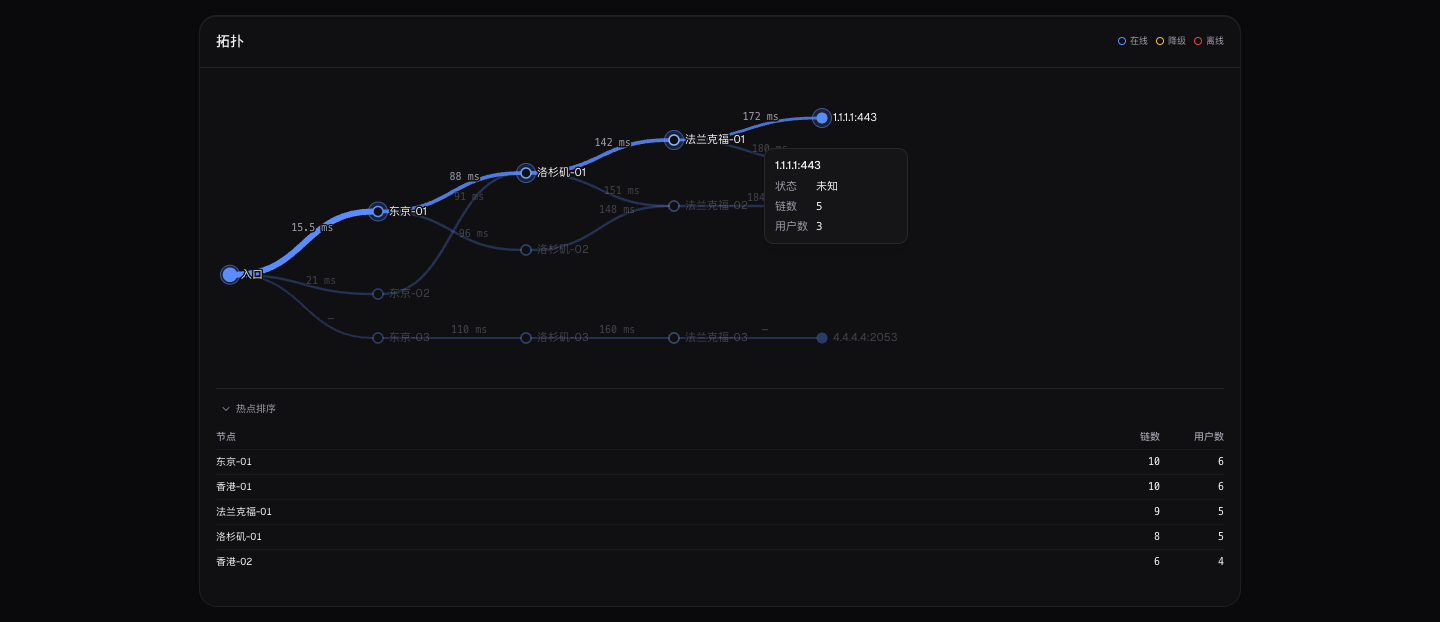 拓扑
在线 降级 离线
172 ms
1.1.1.1:443
142 ms
法兰克福-01
180 ms
1.1.1.1:443
状态 未知
链数 5
用户数 3
88 ms
洛杉矶-01
91 ms
151 ms
184
148 ms
法兰克福-02
15.5 ms
东京-01
96 ms
洛杉矶-02
入口
21 ms
东京-02
—
东京-03
110 ms
洛杉矶-03
160 ms
法兰克福-03
—
4.4.4.4:2053
热点排序
节点 链数 用户数
东京-01 10 6
香港-01 10 6
法兰克福-01 9 5
洛杉矶-01 8 5
香港-02 6 4